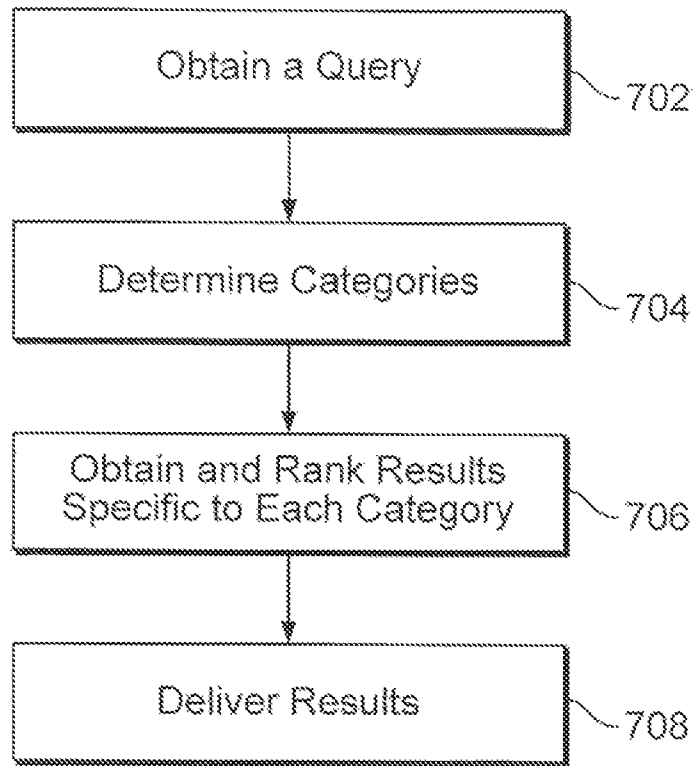 Obtain a Query
702
Determine Categories
704
Obtain and Rank Results
Specific to Each Category
706
Deliver Results
708